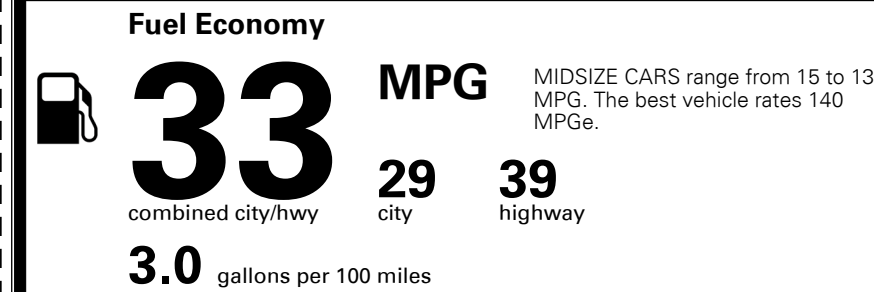 Fuel Economy
33 MPG
MIDSIZE CARS range from 15 to 13
MPG. The best vehicle rates 140
MPGe.
29 39
combined city/hwy city highway
3.0 gallons per 100 miles